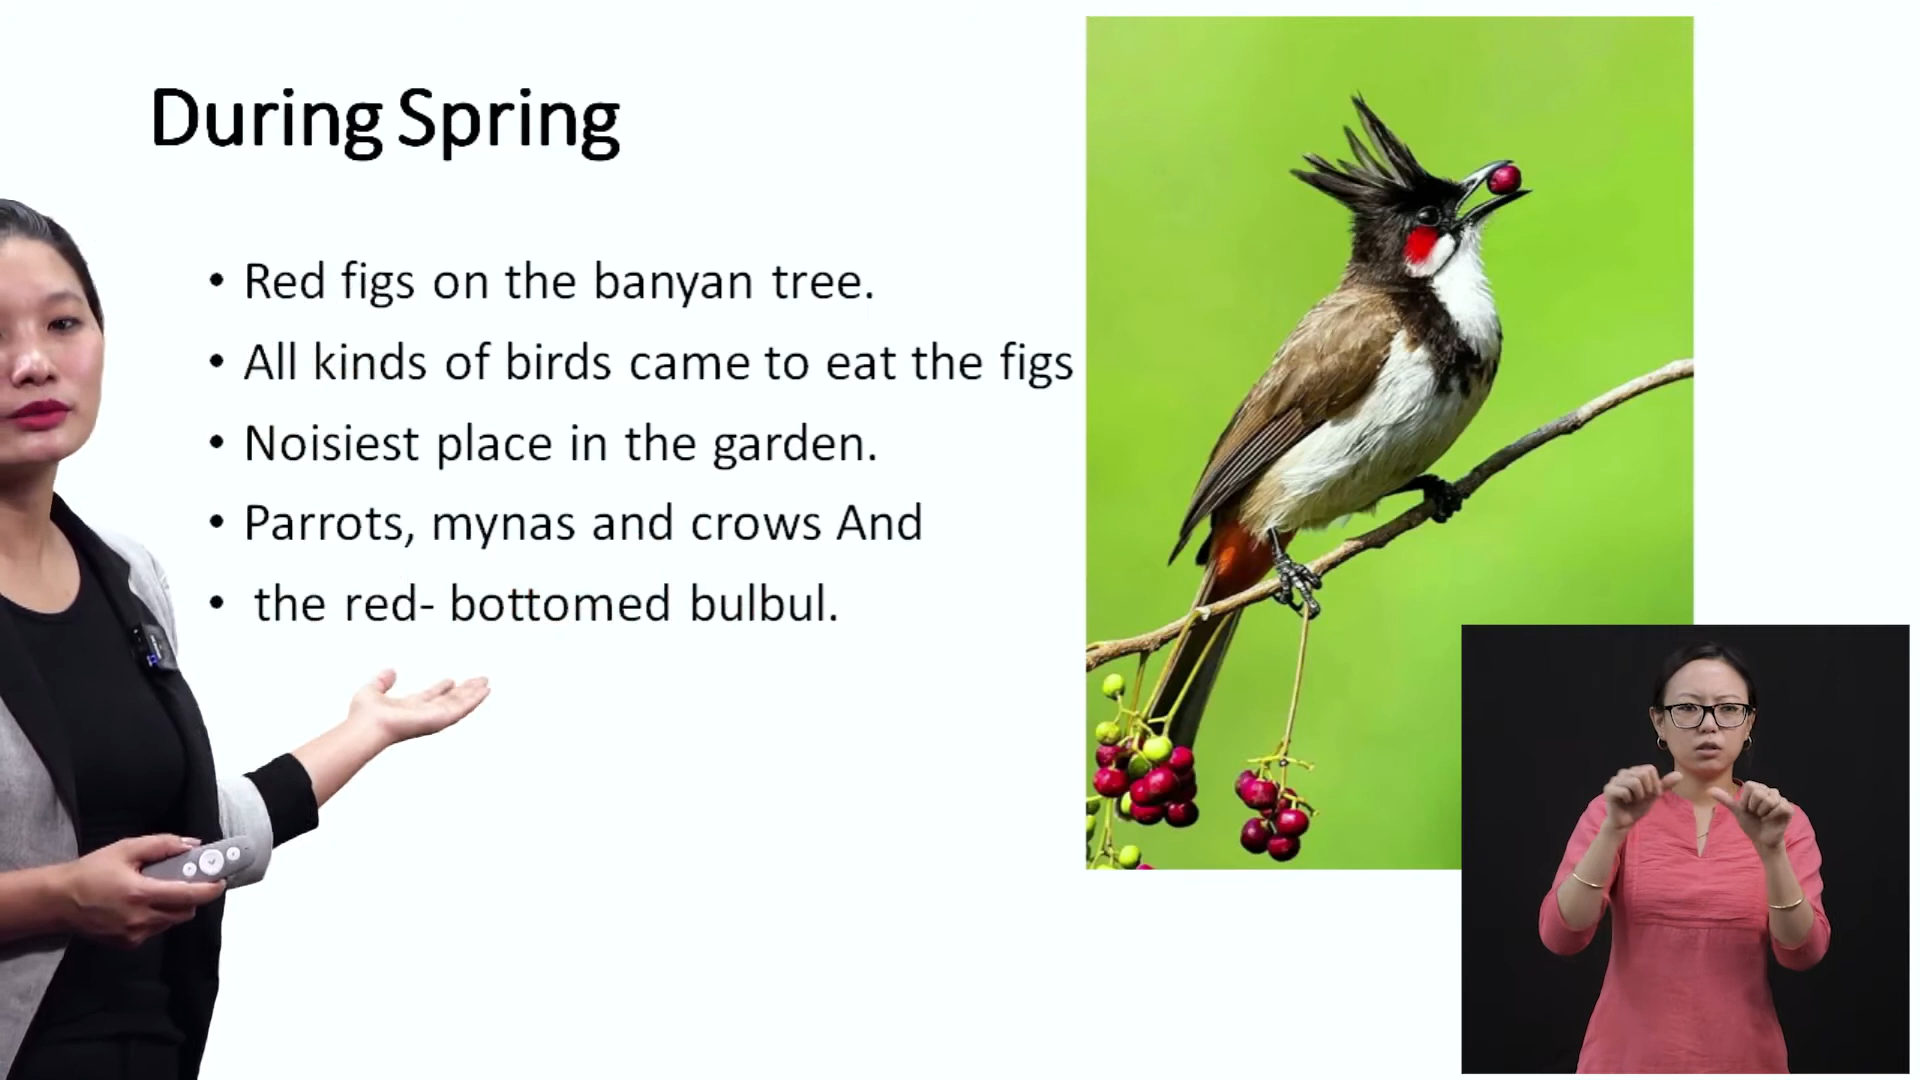 During Spring
• Red figs on the banyan tree.
• All kinds of birds came to eat the figs
• Noisiest place in the garden.
• Parrots, mynas and crows And
• the red- bottomed bulbul.